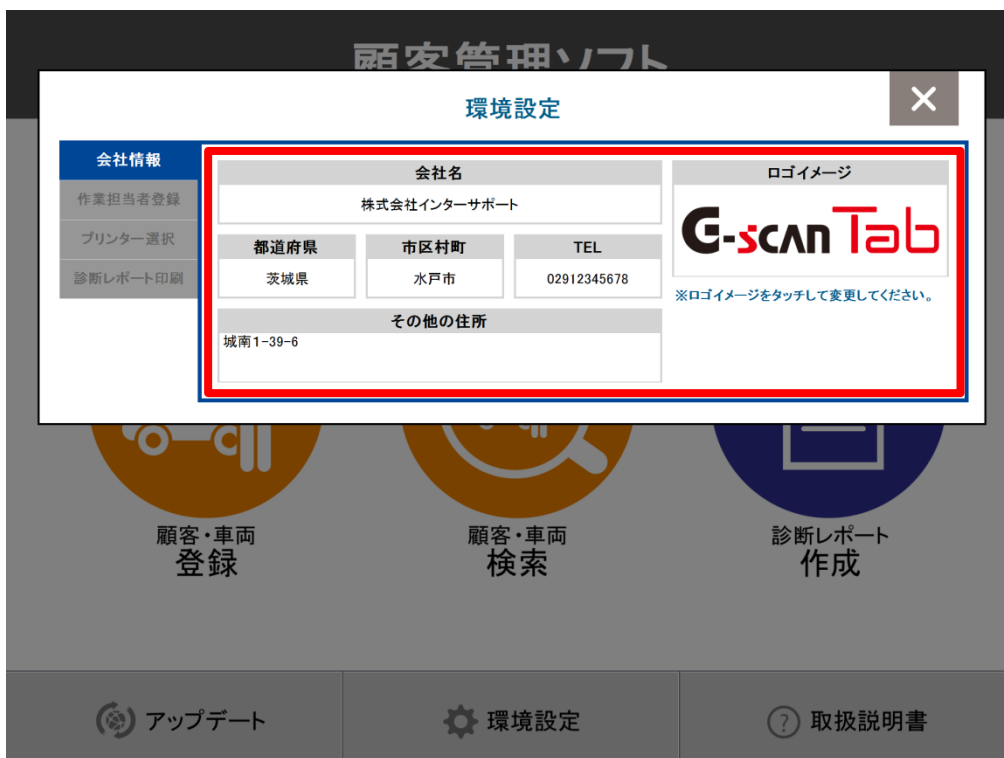 顧客管理ソフト
環境設定
会社情報
作業担当者登録
プリンター選択
診断レポート印刷
会社名
株式会社インターサポート
都道府県
市区村町
TEL
茨城県
水戸市
02912345678
その他の住所
城南1-39-6
ロゴイメージ
G-scan Tab
※ロゴイメージをタッチして変更してください。
顧客・車両
登録
顧客・車両
検索
診断レポート
作成
アップデート
環境設定
? 取扱説明書